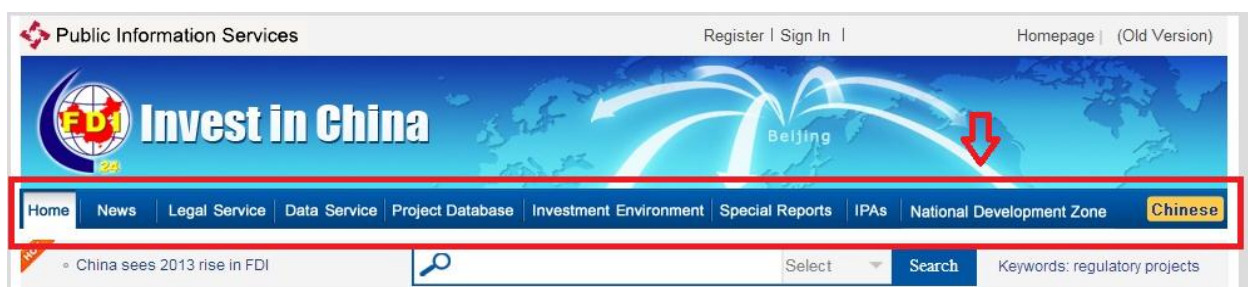 Public Information Services Register | Sign In | Homepage | (Old Version)
FDI Invest in China
Beijing
Home News Legal Service Data Service Project Database Investment Environment Special Reports IPAs National Development Zone Chinese
China sees 2013 rise in FDI Select Search Keywords: regulatory projects